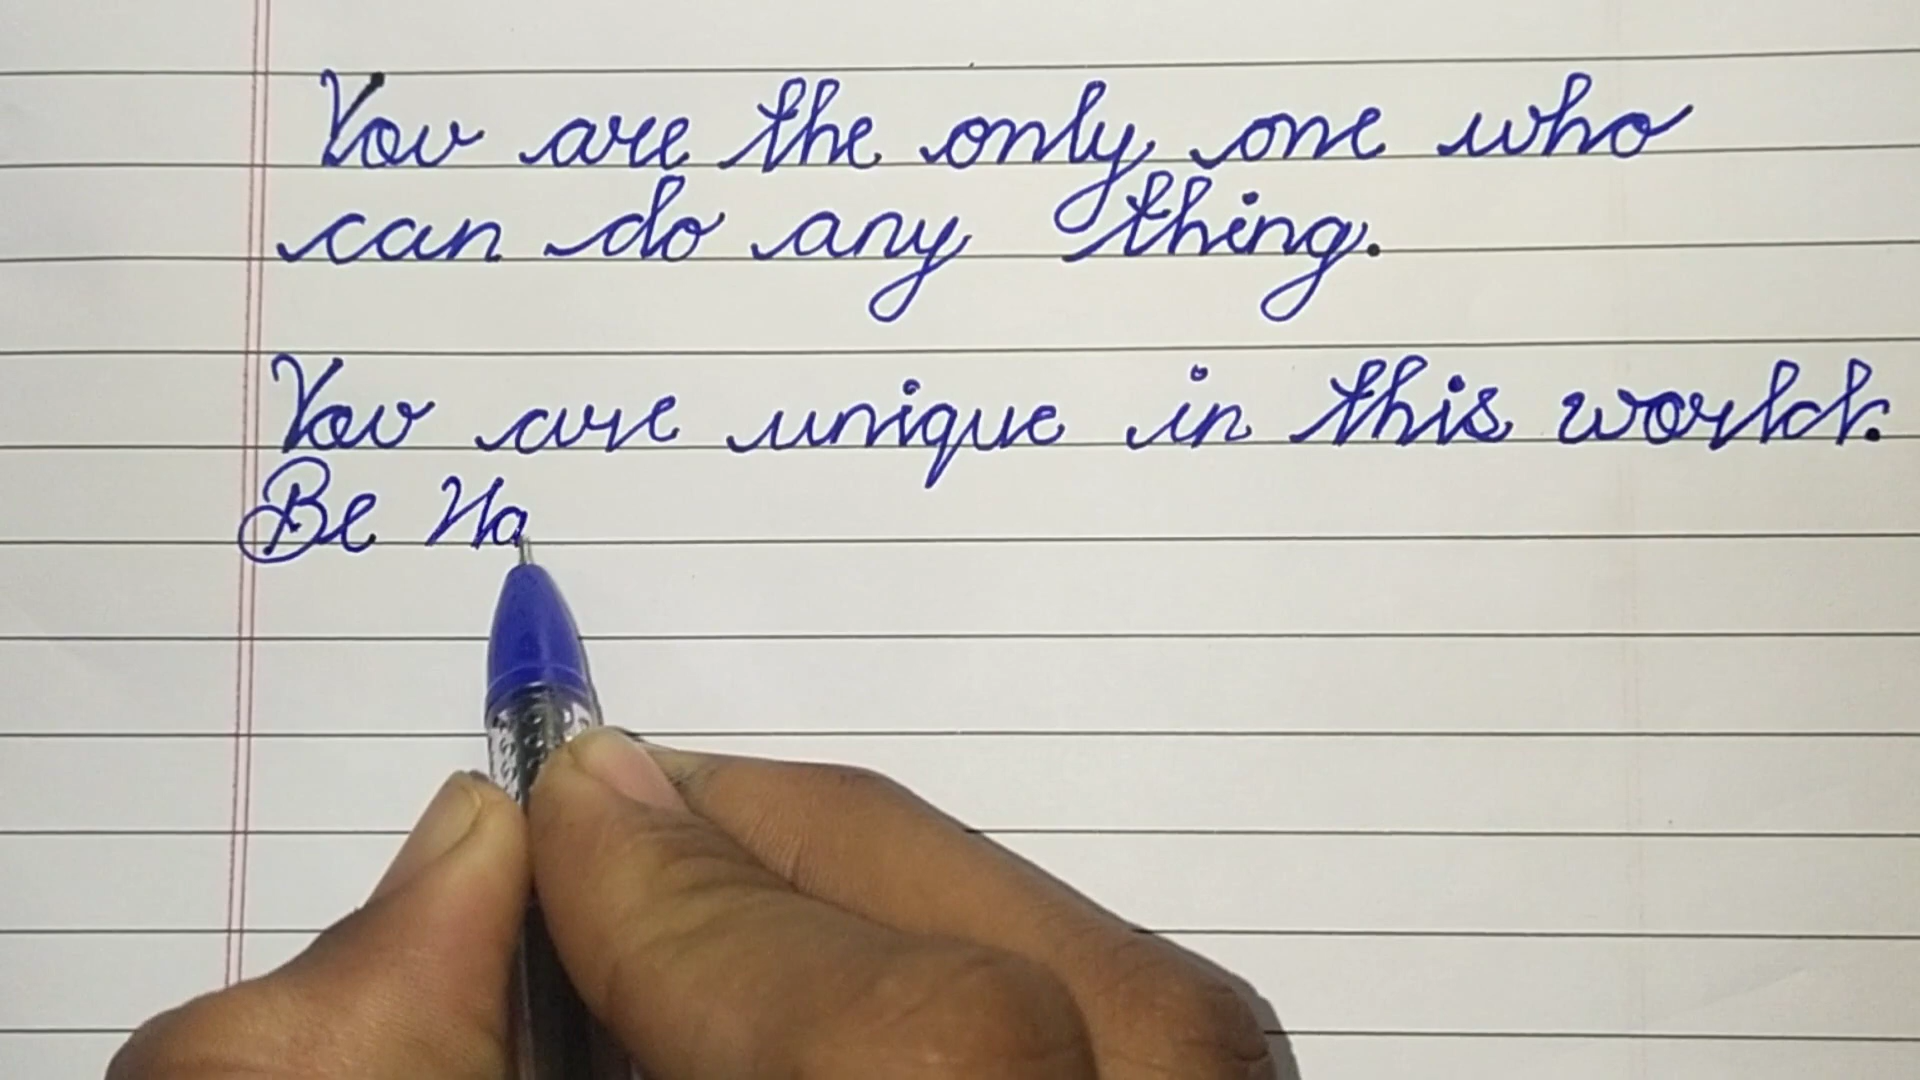 You are the only one who
can do any thing.
You are unique in this world.
Be Ha